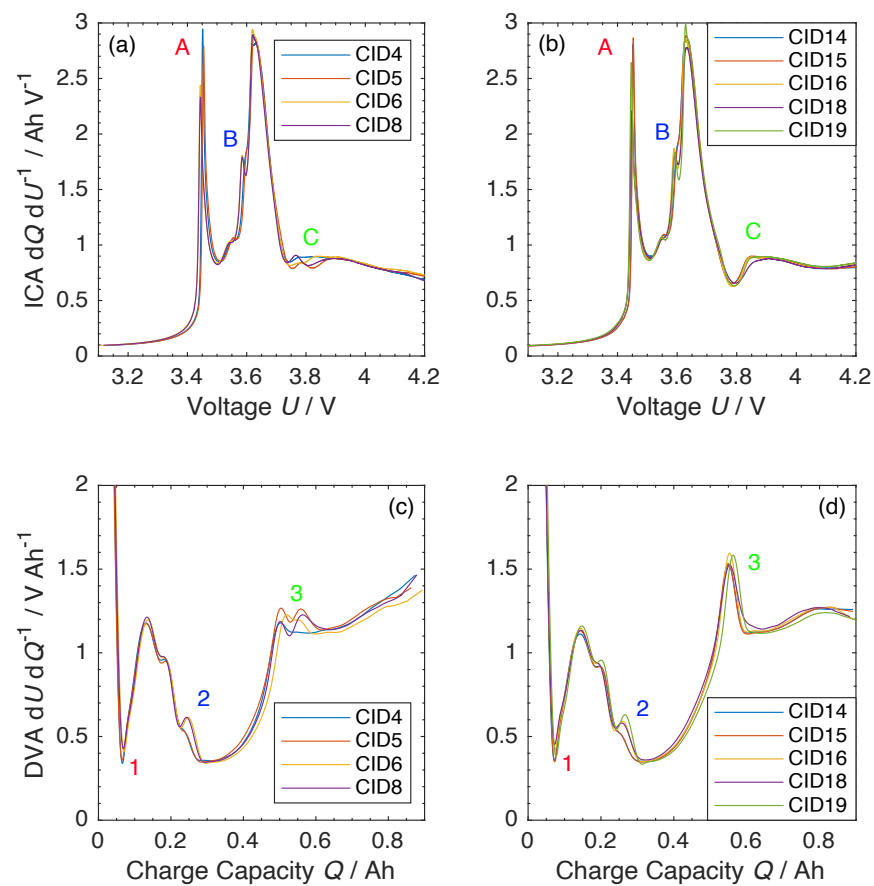 (a)
A
B
C
CID4
CID5
CID6
CID8
3
2.5
2
1.5
1
0.5
0
3.2 3.4 3.6 3.8 4 4.2
ICA dQ dU⁻¹ / Ah V⁻¹
Voltage U / V
(b)
A
B
C
CID14
CID15
CID16
CID18
CID19
3
2.5
2
1.5
1
0.5
0
3.2 3.4 3.6 3.8 4 4.2
Voltage U / V
(c)
1
2
3
CID4
CID5
CID6
CID8
2
1.5
1
0.5
0
0 0.2 0.4 0.6 0.8
DVA dU dQ⁻¹ / V Ah⁻¹
Charge Capacity Q / Ah
(d)
1
2
3
CID14
CID15
CID16
CID18
CID19
2
1.5
1
0.5
0
0 0.2 0.4 0.6 0.8
Charge Capacity Q / Ah